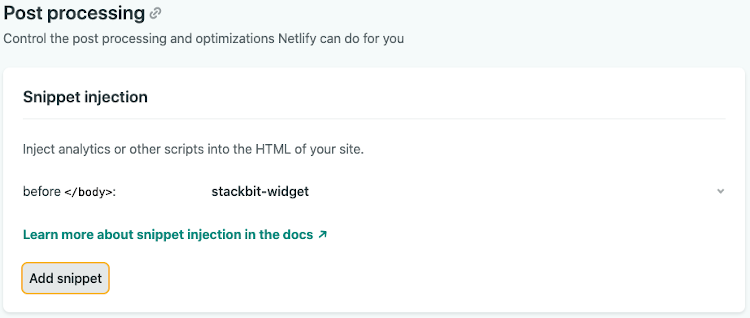 Post processing
Control the post processing and optimizations Netlify can do for you
Snippet injection
Inject analytics or other scripts into the HTML of your site.
before </body>: stackbit-widget
Learn more about snippet injection in the docs ↗
Add snippet